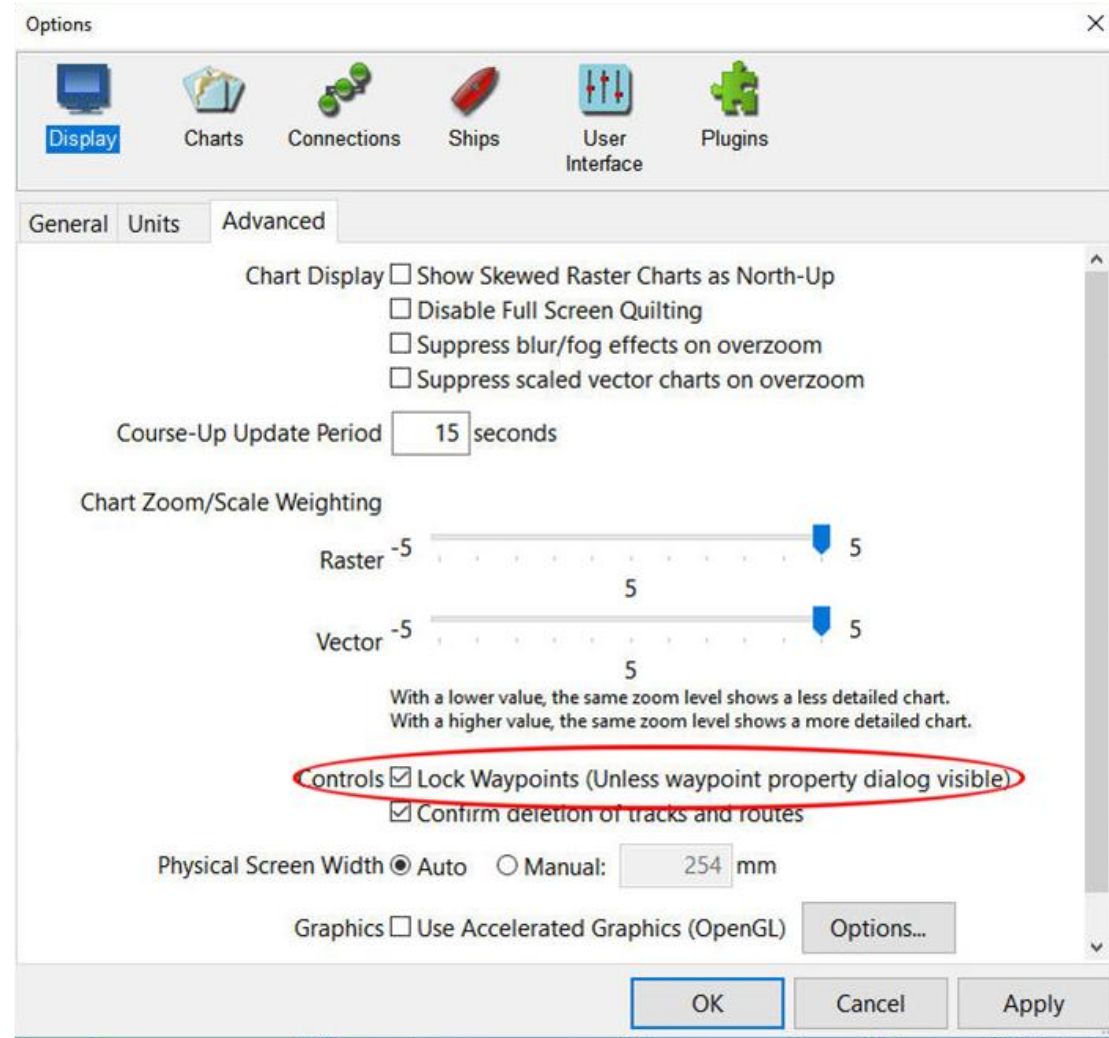 Options
Display
Charts
Connections
Ships
User
Interface
Plugins
General
Units
Advanced
Chart Display
Show Skewed Raster Charts as North-Up
Disable Full Screen Quilting
Suppress blur/fog effects on overzoom
Suppress scaled vector charts on overzoom
Course-Up Update Period 15 seconds
Chart Zoom/Scale Weighting
Raster -5 5
5
Vector -5 5
5
With a lower value, the same zoom level shows a less detailed chart.
With a higher value, the same zoom level shows a more detailed chart.
Controls Lock Waypoints (Unless waypoint property dialog visible)
Confirm deletion of tracks and routes
Physical Screen Width Auto Manual: 254 mm
Graphics Use Accelerated Graphics (OpenGL) Options...
OK Cancel Apply